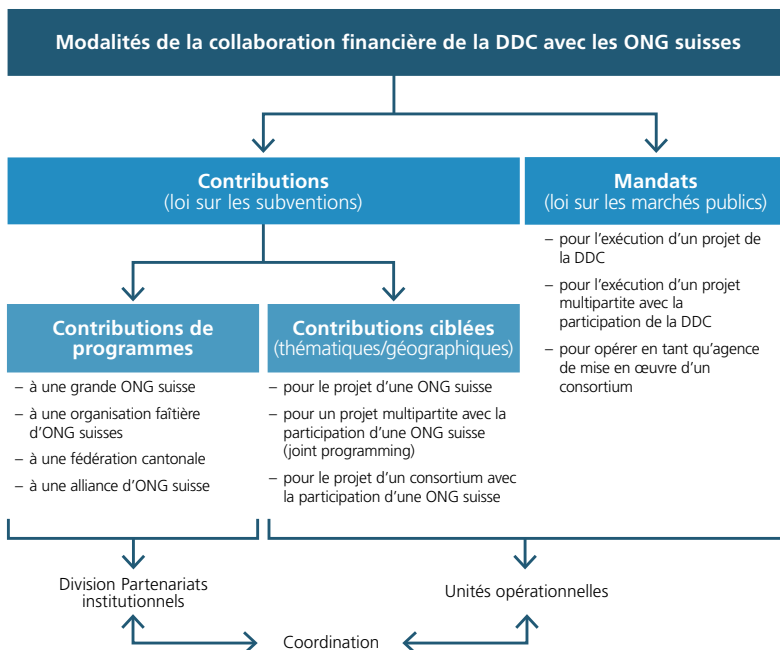 Modalités de la collaboration financière de la DDC avec les ONG suisses
Contributions
(loi sur les subventions)
Mandats
(loi sur les marchés publics)
– pour l'exécution d'un projet de
la DDC
– pour l'exécution d'un projet
multipartite avec la
participation de la DDC
– pour opérer en tant qu'agence
de mise en œuvre d'un
consortium
Contributions de
programmes
– à une grande ONG suisse
– à une organisation faîtière
d'ONG suisses
– à une fédération cantonale
– à une alliance d'ONG suisse
Contributions ciblées
(thématiques/géographiques)
– pour le projet d'une ONG suisse
– pour un projet multipartite avec la
participation d'une ONG suisse
(joint programming)
– pour le projet d'un consortium avec
la participation d'une ONG suisse
Division Partenariats
institutionnels
Unités opérationnelles
Coordination